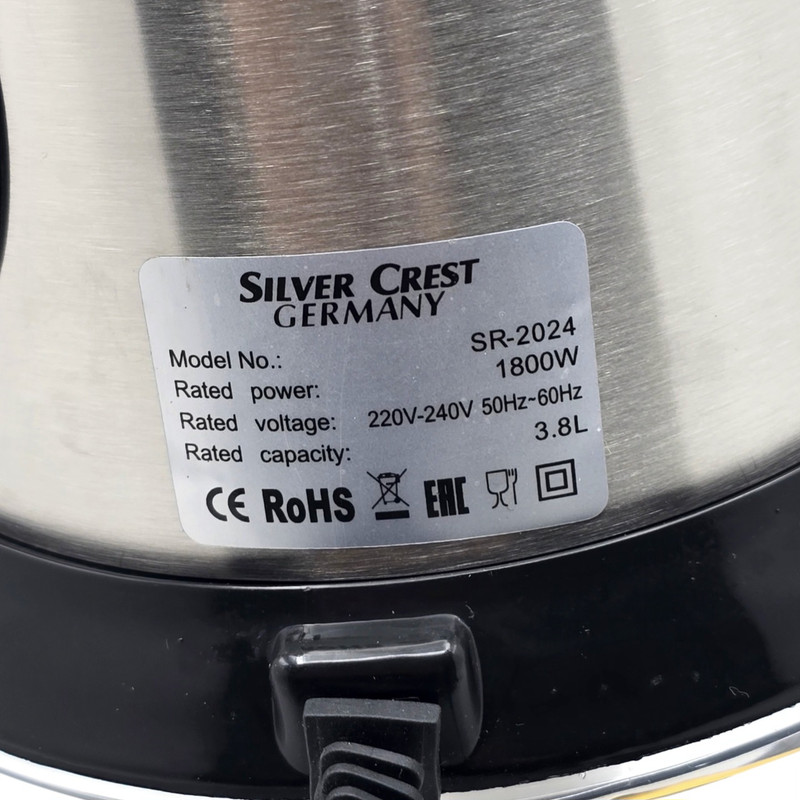 SILVER CREST
GERMANY
Model No.: SR-2024
Rated power: 1800W
Rated voltage: 220V-240V 50Hz~60Hz
Rated capacity: 3.8L
CE RoHS EAC